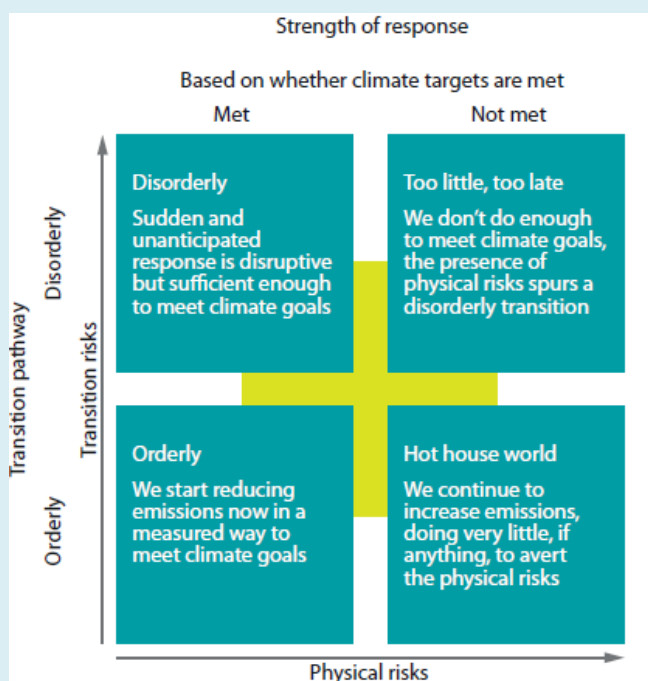 Strength of response
Based on whether climate targets are met
Met
Not met
Transition pathway
Disorderly
Orderly
Transition risks
Disorderly
Sudden and
unanticipated
response is disruptive
but sufficient enough
to meet climate goals
Too little, too late
We don't do enough
to meet climate goals,
the presence of
physical risks spurs a
disorderly transition
Orderly
We start reducing
emissions now in a
measured way to
meet climate goals
Hot house world
We continue to
increase emissions,
doing very little, if
anything, to avert
the physical risks
Physical risks